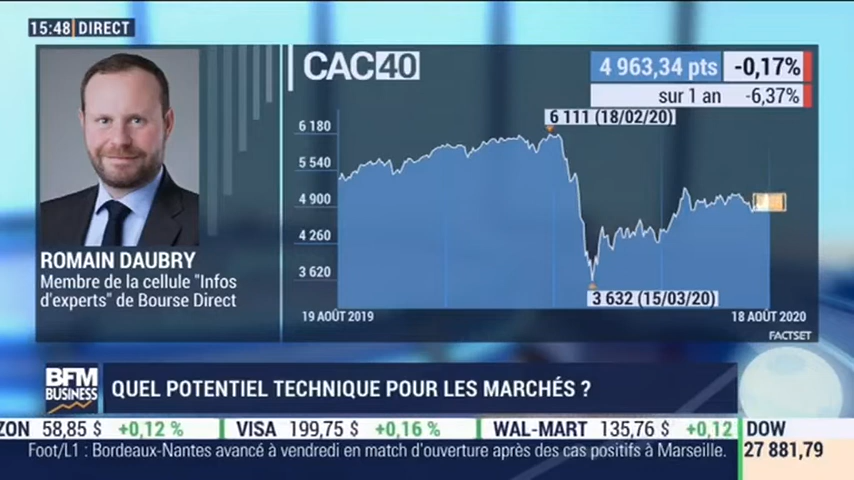 15:48 DIRECT
CAC40
4 963,34 pts -0,17%
sur 1 an -6,37%
6 111 (18/02/20)
6 180
5 540
4 900
4 260
3 620
3 632 (15/03/20)
19 AOÛT 2019
18 AOÛT 2020
FACTSET
ROMAIN DAUBRY
Membre de la cellule "Infos
d'experts" de Bourse Direct
BFM
BUSINESS
QUEL POTENTIEL TECHNIQUE POUR LES MARCHÉS ?
ZON 58,85 $ +0,12 % VISA 199,75 $ +0,16 % WAL-MART 135,76 $ +0,12
DOW
27 881,79
Foot/L1 : Bordeaux-Nantes avancé à vendredi en match d'ouverture après des cas positifs à Marseille.